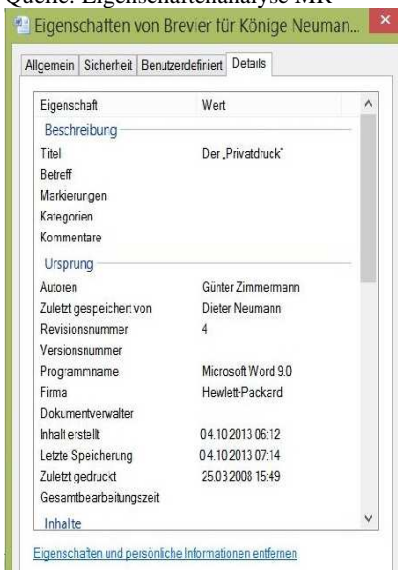 Quelle: Eigenschaftenanalyse MR
Eigenschaften von Brevier für Könige Neuman...
Allgemein Sicherheit Benutzerdefiniert Details
Eigenschaft Wert
Beschreibung
Titel Der „Privatdruck“
Betreff
Markierungen
Kategorien
Kommentare
Ursprung
Autoren Günter Zimmermann
Zuletzt gespeichert von Dieter Neumann
Revisionsnummer 4
Versionsnummer
Programmname Microsoft Word 9.0
Firma Hewlett-Packard
Dokumentverwalter
Inhalt erstellt 04.10.2013 06:12
Letzte Speicherung 04.10.2013 07:14
Zuletzt gedruckt 25.03.2008 15:49
Gesamtbearbeitungszeit
Inhalte
Eigenschaften und persönliche Informationen entfernen